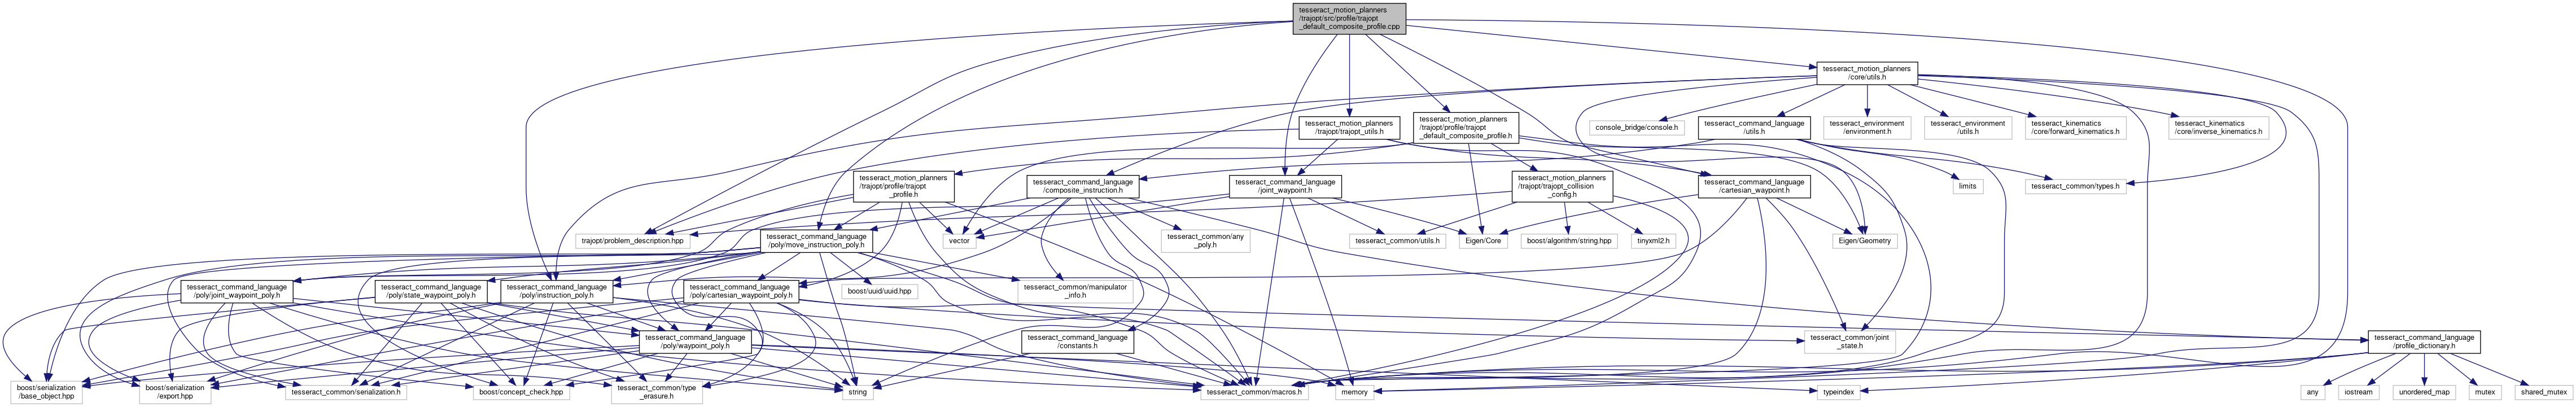 tesseract_motion_planners
/trajopt/src/profile/trajopt
_default_composite_profile.cpp
tesseract_motion_planners
/core/utils.h
tesseract_motion_planners
/trajopt/trajopt_utils.h
tesseract_motion_planners
/trajopt/profile/trajopt
_default_composite_profile.h
console_bridge/console.h
tesseract_command_language
/utils.h
tesseract_environment
/environment.h
tesseract_environment
/utils.h
tesseract_kinematics
/core/forward_kinematics.h
tesseract_kinematics
/core/inverse_kinematics.h
tesseract_motion_planners
/trajopt/profile/trajopt
_profile.h
tesseract_command_language
/composite_instruction.h
tesseract_command_language
/joint_waypoint.h
tesseract_motion_planners
/trajopt/trajopt_collision
_config.h
tesseract_command_language
/cartesian_waypoint.h
limits
tesseract_common/types.h
trajopt/problem_description.hpp
tesseract_command_language
/poly/move_instruction_poly.h
vector
tesseract_common/any
_poly.h
tesseract_common/utils.h
Eigen/Core
boost/algorithm/string.hpp
tinyxml2.h
Eigen/Geometry
tesseract_command_language
/poly/joint_waypoint_poly.h
tesseract_command_language
/poly/state_waypoint_poly.h
tesseract_command_language
/poly/instruction_poly.h
tesseract_command_language
/poly/cartesian_waypoint_poly.h
boost/uuid/uuid.hpp
tesseract_common/manipulator
_info.h
tesseract_command_language
/poly/waypoint_poly.h
tesseract_command_language
/constants.h
tesseract_common/joint
_state.h
tesseract_command_language
/profile_dictionary.h
boost/serialization
/base_object.hpp
boost/serialization
/export.hpp
tesseract_common/serialization.h
boost/concept_check.hpp
tesseract_common/type
_erasure.h
string
tesseract_common/macros.h
memory
typeindex
any
iostream
unordered_map
mutex
shared_mutex